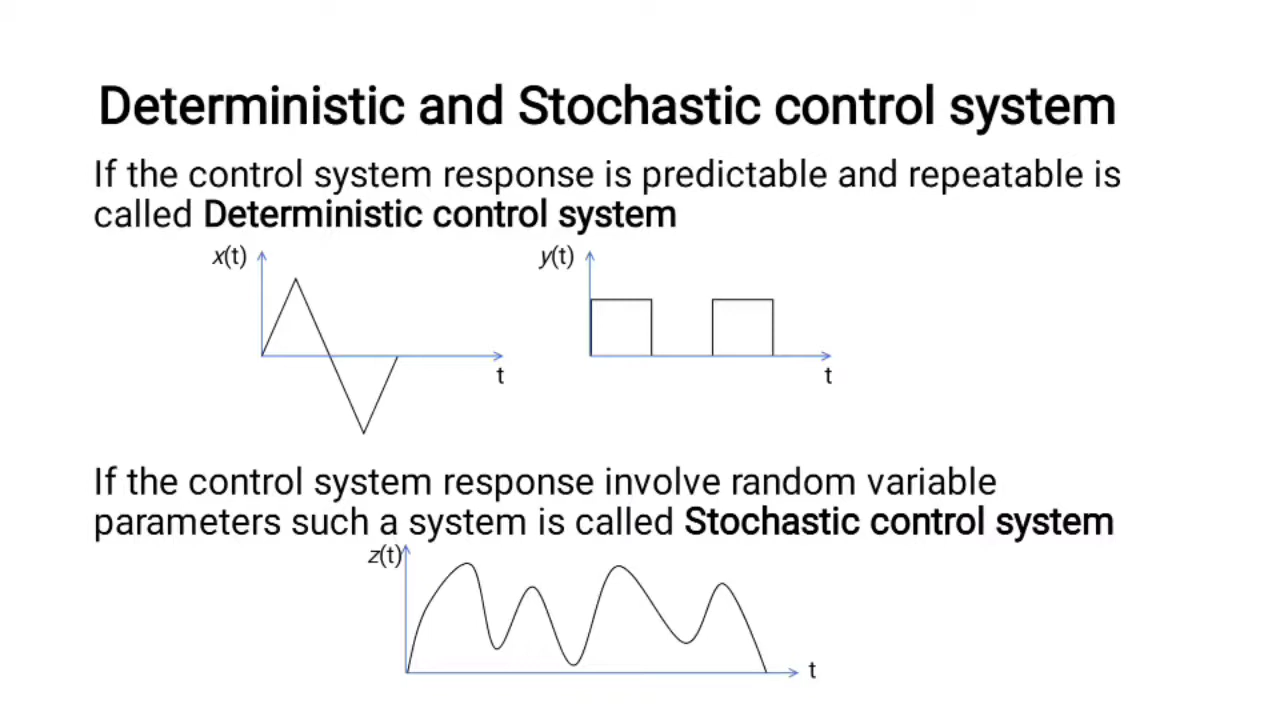 Deterministic and Stochastic control system
If the control system response is predictable and repeatable is
called Deterministic control system
x(t)
y(t)
t
t
If the control system response involve random variable
parameters such a system is called Stochastic control system
z(t)
t